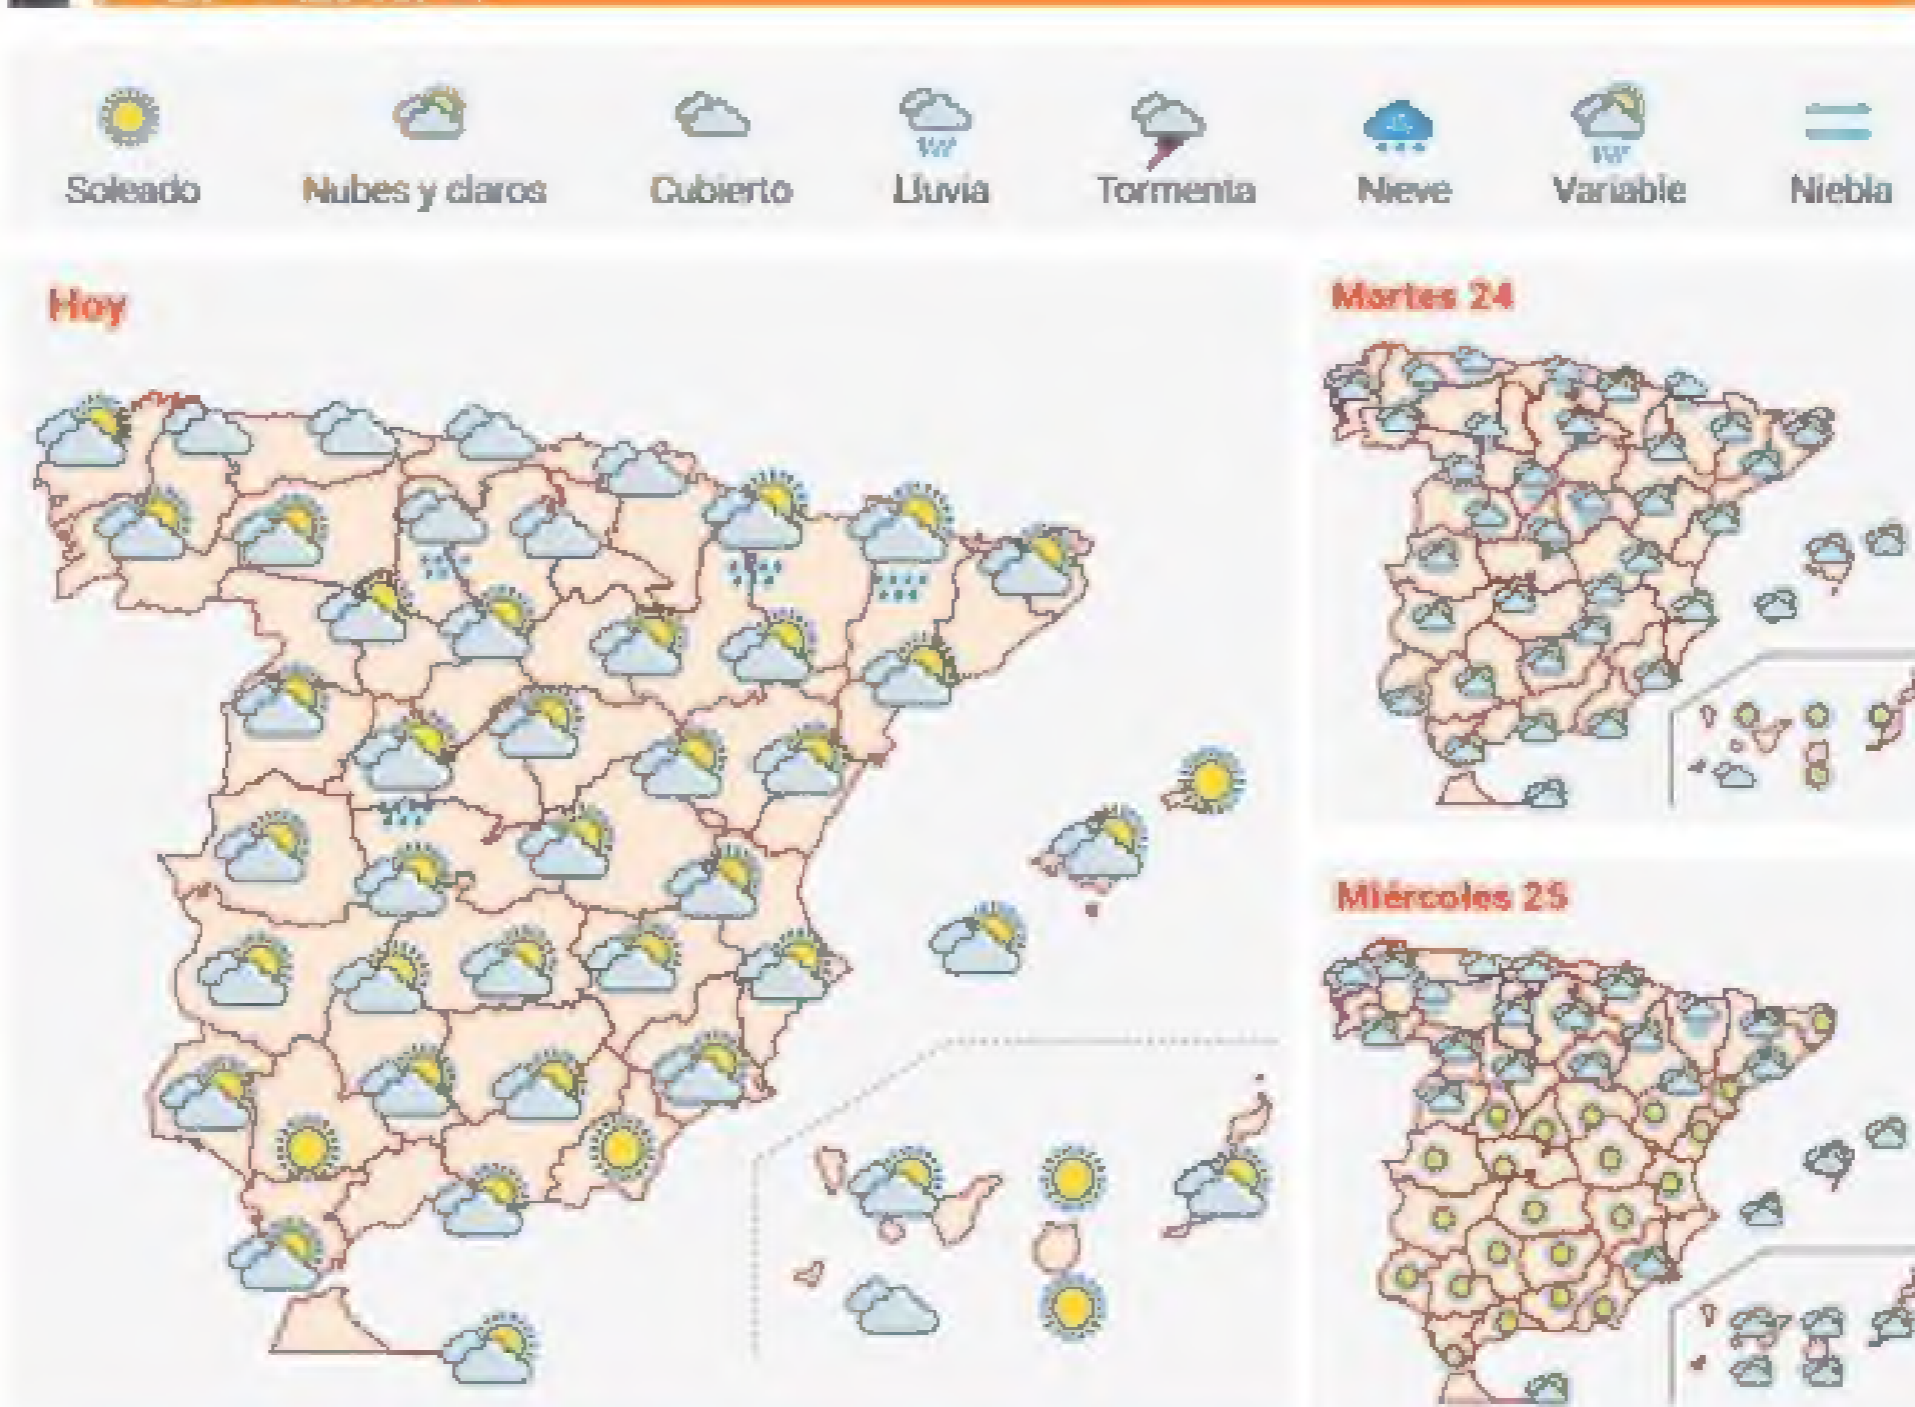 Soleado
Nubes y claros
Cubierto
Lluvia
Tormenta
Nieve
Variable
Niebla
Hoy
Martes 24
Miércoles 25